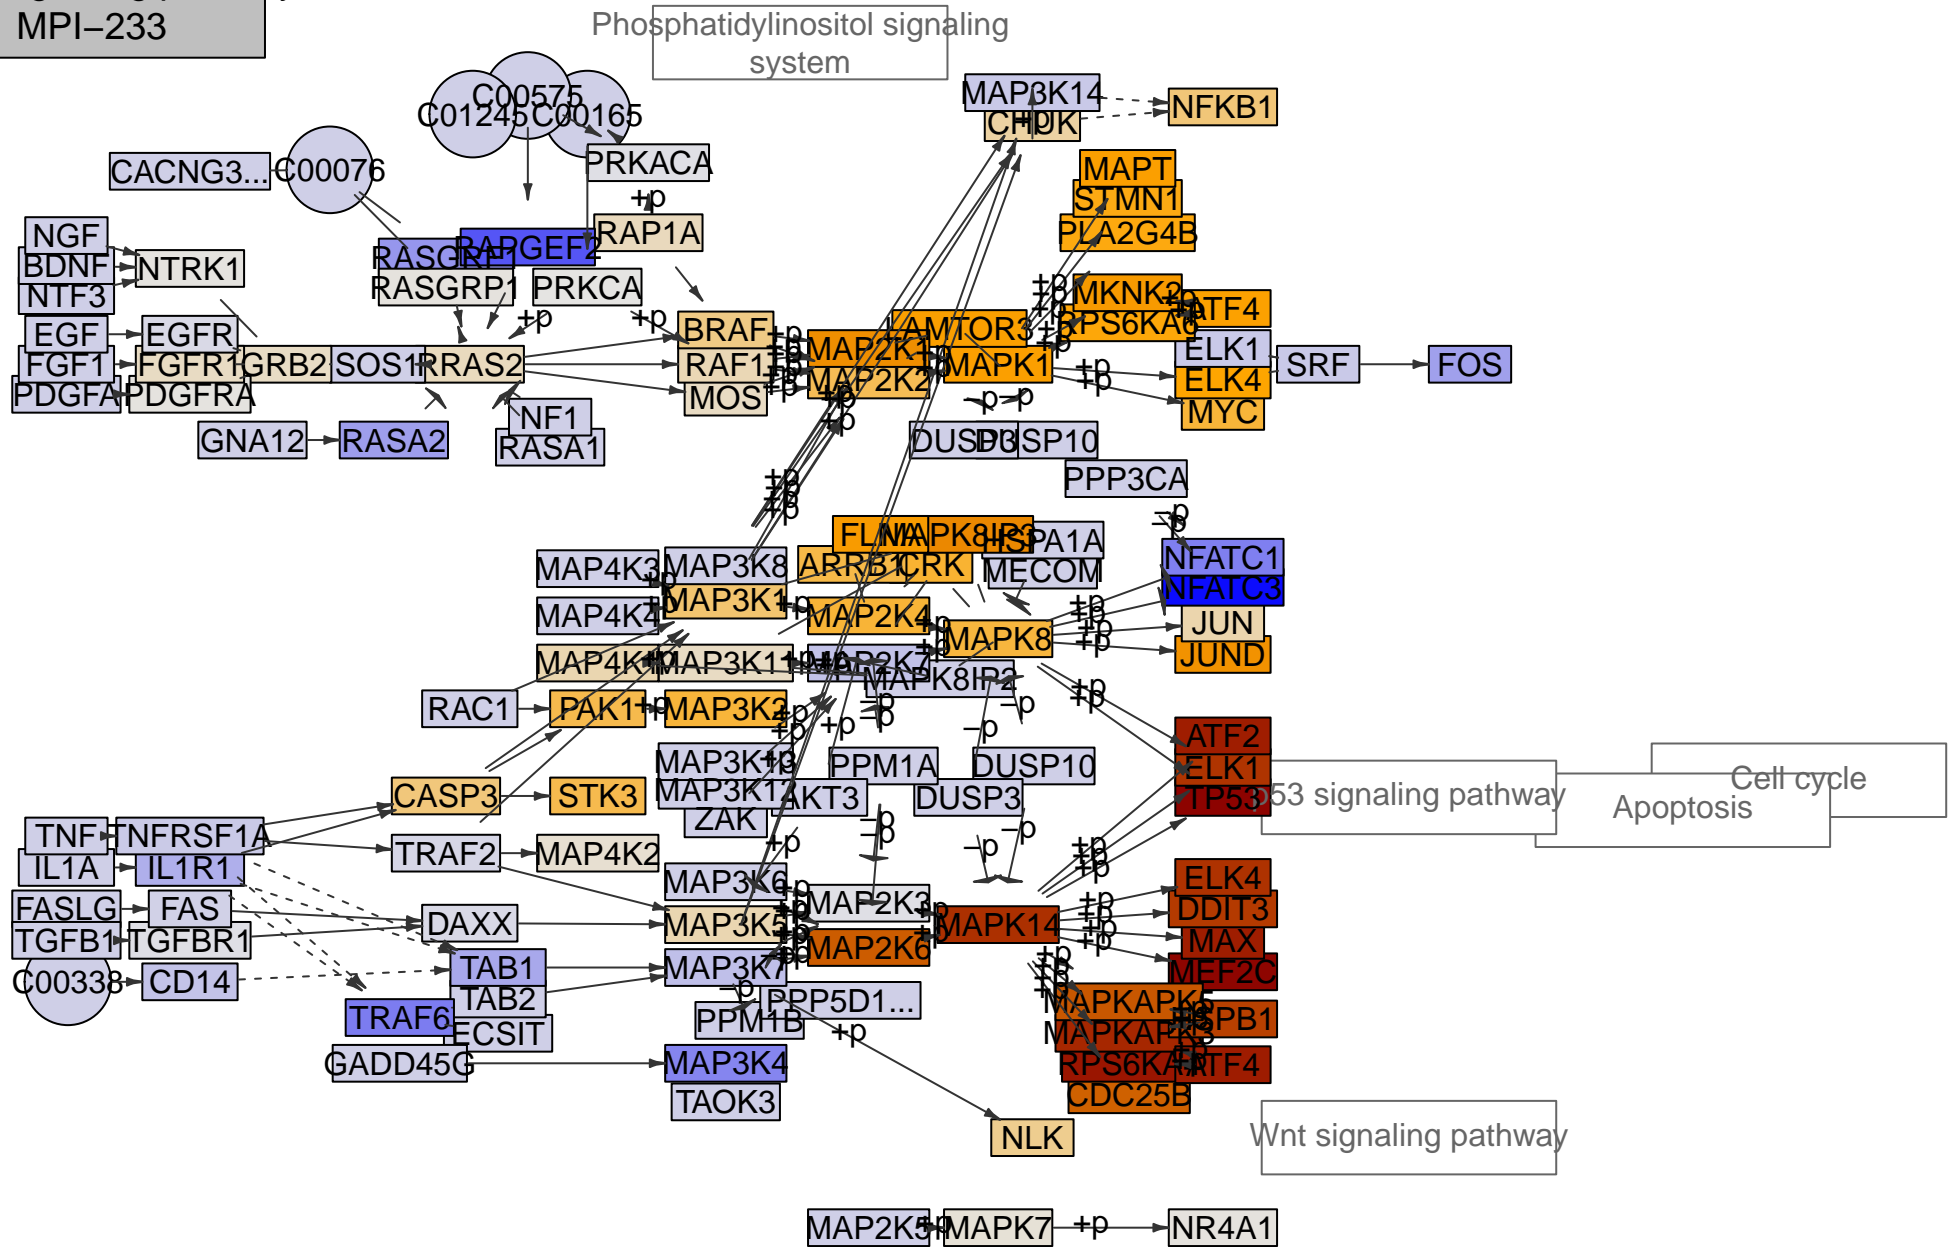 MPI−233
Phosphatidylinositol signaling
system
C00575
C01245
C00165
MAP3K14
NFKB1
CHUK
+p
CACNG3...
C00076
PRKACA
MAPT
STMN1
PLA2G4B
+p
NGF
BDNF
NTF3
NTRK1
RASGRF1
RAPGEF2
RAP1A
RASGRP1
PRKCA
MKNK2
RPS6KA6
ATF4
+p
+p
EGF
EGFR
BRAF
LAMTOR3
MAP2K1
ELK1
FGF1
FGFR1
GRB2
SOS1
RRAS2
RAF1
MAPK1
SRF
FOS
MAP2K2
ELK4
+p
+p
PDGFA
PDGFRA
MOS
MYC
NF1
−p
−p
GNA12
RASA2
RASA1
DUSP3
DUSP10
PPP3CA
+p
+p
−p
−p
FLNA
MAPK8IP3
HSPA1A
MAP4K3
MAP3K8
ARRB1
CRK
MECOM
NFATC1
NFATC3
MAP4K4
MAP3K1
+p
MAP2K4
MAPK8
+p
+p
+p
+p
JUN
JUND
MAP3K11
+p
MAP2K7
MAPK8IP2
RAC1
PAK1
+p
MAP3K2
+p
+p
+p
+p
−p
−p
−p
−p
ATF2
ELK1
TP53
MAP3K13
MAP3K12
ZAK
PPM1A
DUSP10
AKT3
DUSP3
p53 signaling pathway
Cell cycle
Apoptosis
CASP3
STK3
TNF
TNFRSF1A
TRAF2
MAP4K2
+p
−p
−p
−p
−p
+p
+p
IL1A
IL1R1
MAP3K6
ELK4
FASLG
FAS
DAXX
MAP3K5
MAP2K3
MAPK14
+p
+p
+p
+p
DDIT3
TGFB1
TGFBR1
MAP2K6
MAX
C00338
CD14
TAB1
MAP3K7
MEF2C
TAB2
−p
PPP5D1...
TRAF6
ECSIT
PPM1B
+p
MAPKAPK3
GADD45G
MAP3K4
ATF4
TAOK3
CDC25B
NLK
Wnt signaling pathway
MAP2K5
+p
MAPK7
+p
NR4A1